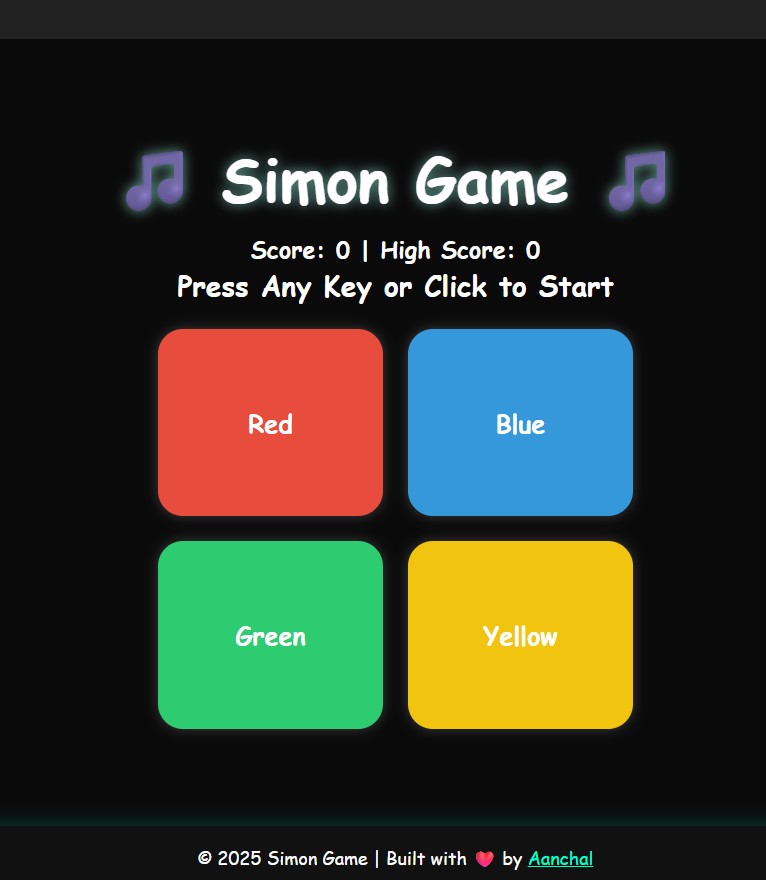 🎵 Simon Game 🎵
Score: 0 | High Score: 0
Press Any Key or Click to Start
Red
Blue
Green
Yellow
© 2025 Simon Game | Built with 💖 by Aanchal